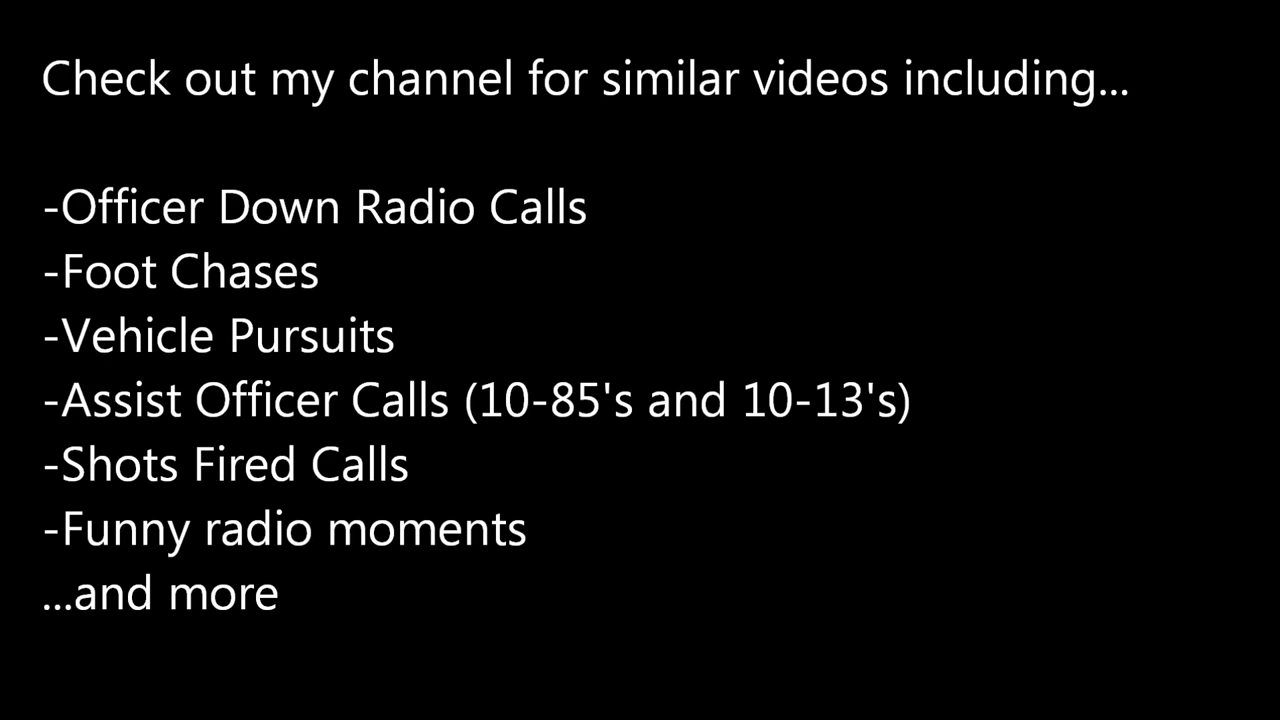 Check out my channel for similar videos including...
-Officer Down Radio Calls
-Foot Chases
-Vehicle Pursuits
-Assist Officer Calls (10-85's and 10-13's)
-Shots Fired Calls
-Funny radio moments
...and more